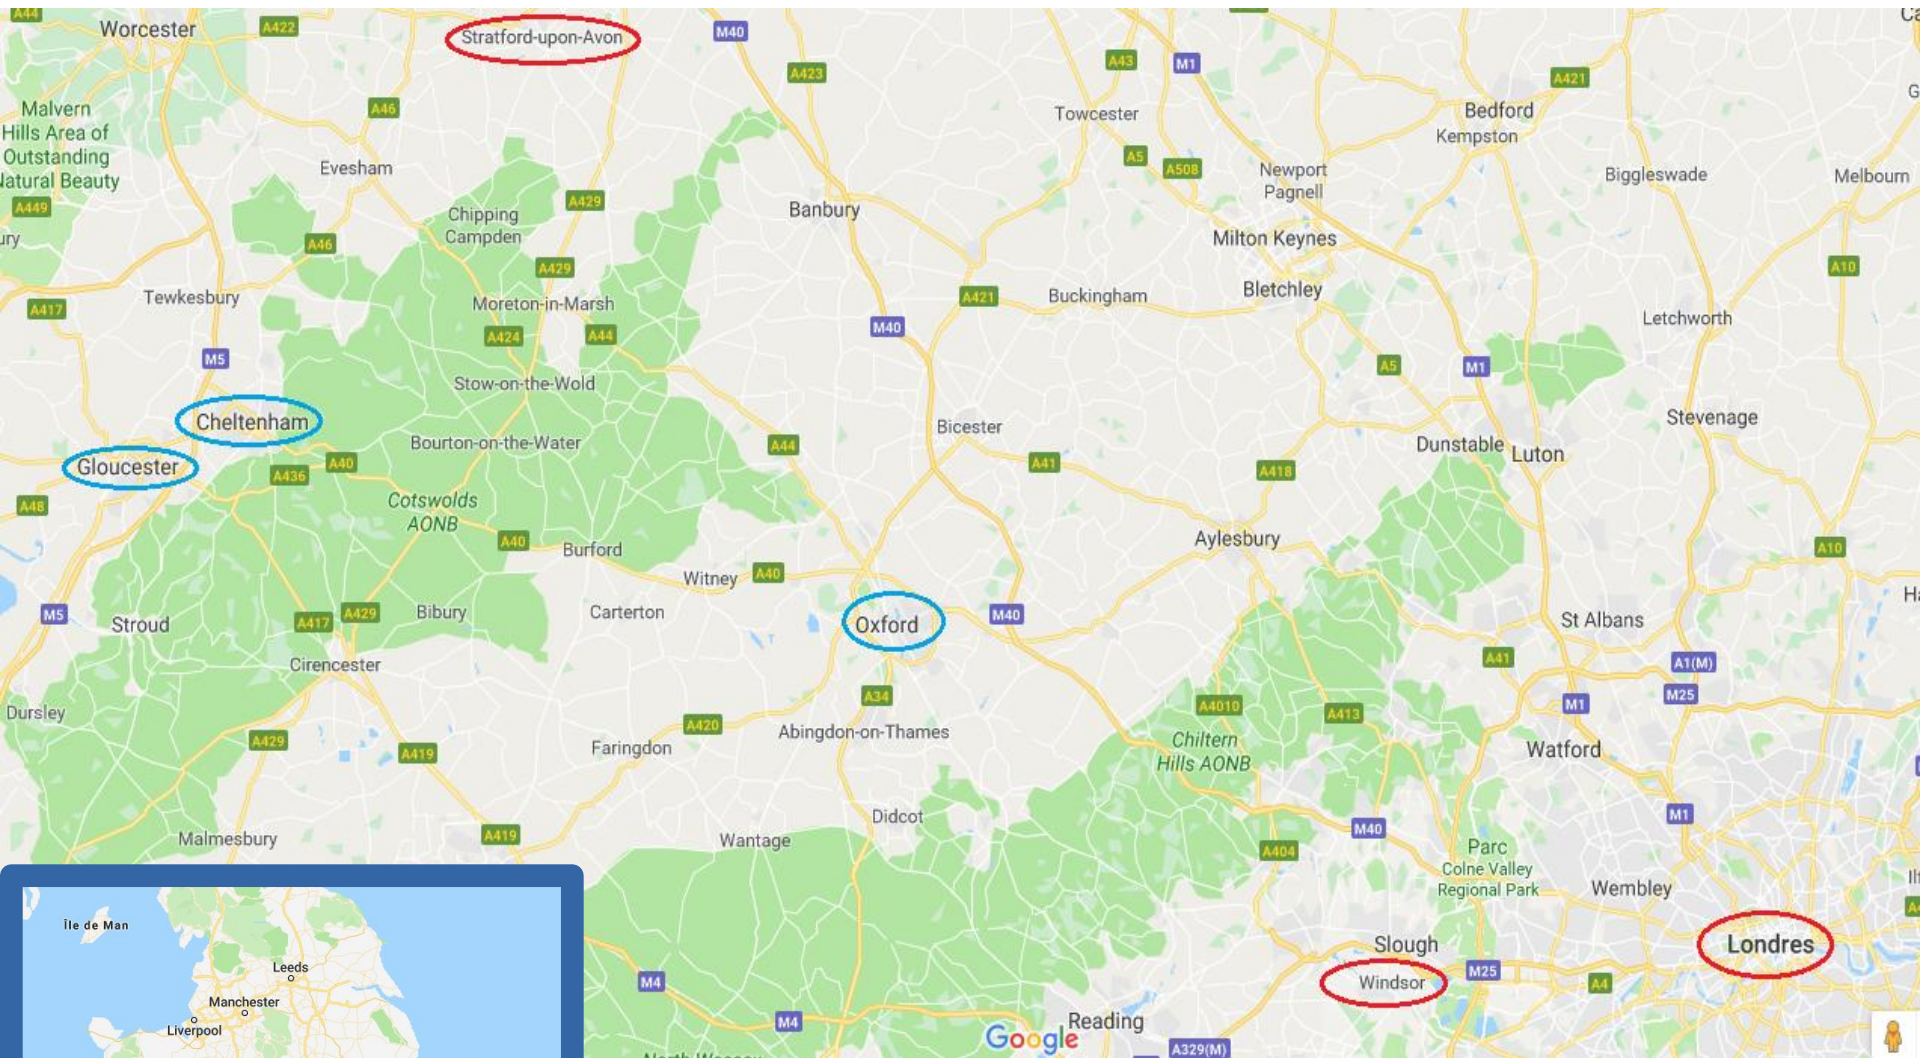 A44
Worcester
A422
Stratford-upon-Avon
M40
A423
A43
M1
A421
Malvern
Hills Area of
Outstanding
Natural Beauty
A46
Towcester
Bedford
Kempston
Evesham
A5
A508
Newport
Pagnell
Biggleswade
Melbourn
A449
A429
Chipping
Campden
Banbury
A46
Milton Keynes
A429
A10
Tewkesbury
A417
Moreton-in-Marsh
A421
Buckingham
Bletchley
A424
A44
M40
Letchworth
M5
A5
M1
Stow-on-the-Wold
Cheltenham
Bourton-on-the-Water
A44
Bicester
Stevenage
Dunstable
Luton
Gloucester
A436
A40
A41
A418
A48
Cotswolds
AONB
A40
Burford
Aylesbury
A10
Witney
A40
M5
Stroud
A417
A429
Bibury
Carterton
Oxford
M40
St Albans
Cirencester
A41
A1(M)
M25
Dursley
A34
A4010
A413
M1
A429
A419
Faringdon
A420
Abingdon-on-Thames
Chiltern
Hills AONB
Watford
Malmesbury
A419
Wantage
Didcot
M40
M1
A404
Parc
Colne Valley
Regional Park
Wembley
Île de Man
Leeds
Manchester
Liverpool
M4
M4
Slough
Windsor
M25
A4
Londres
Google
Reading
A329(M)